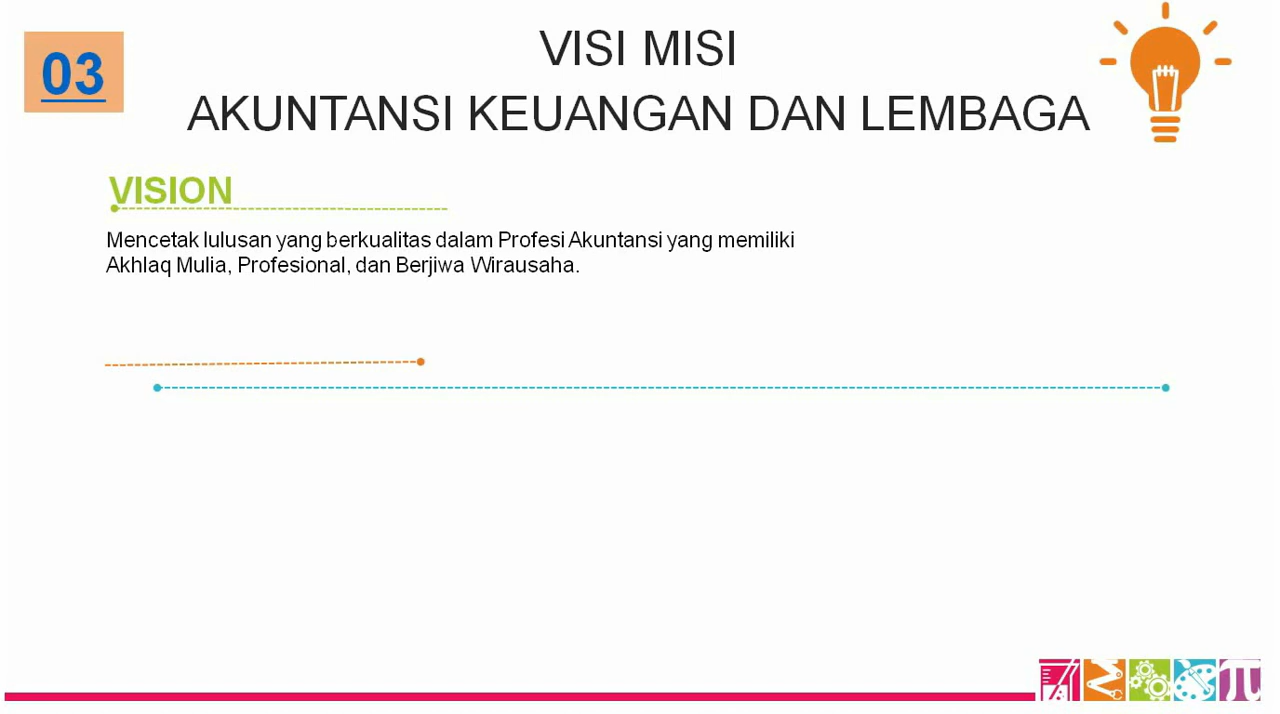 03
VISI MISI
AKUNTANSI KEUANGAN DAN LEMBAGA
VISION
Mencetak lulusan yang berkualitas dalam Profesi Akuntansi yang memiliki
Akhlaq Mulia, Profesional, dan Berjiwa Wirausaha.